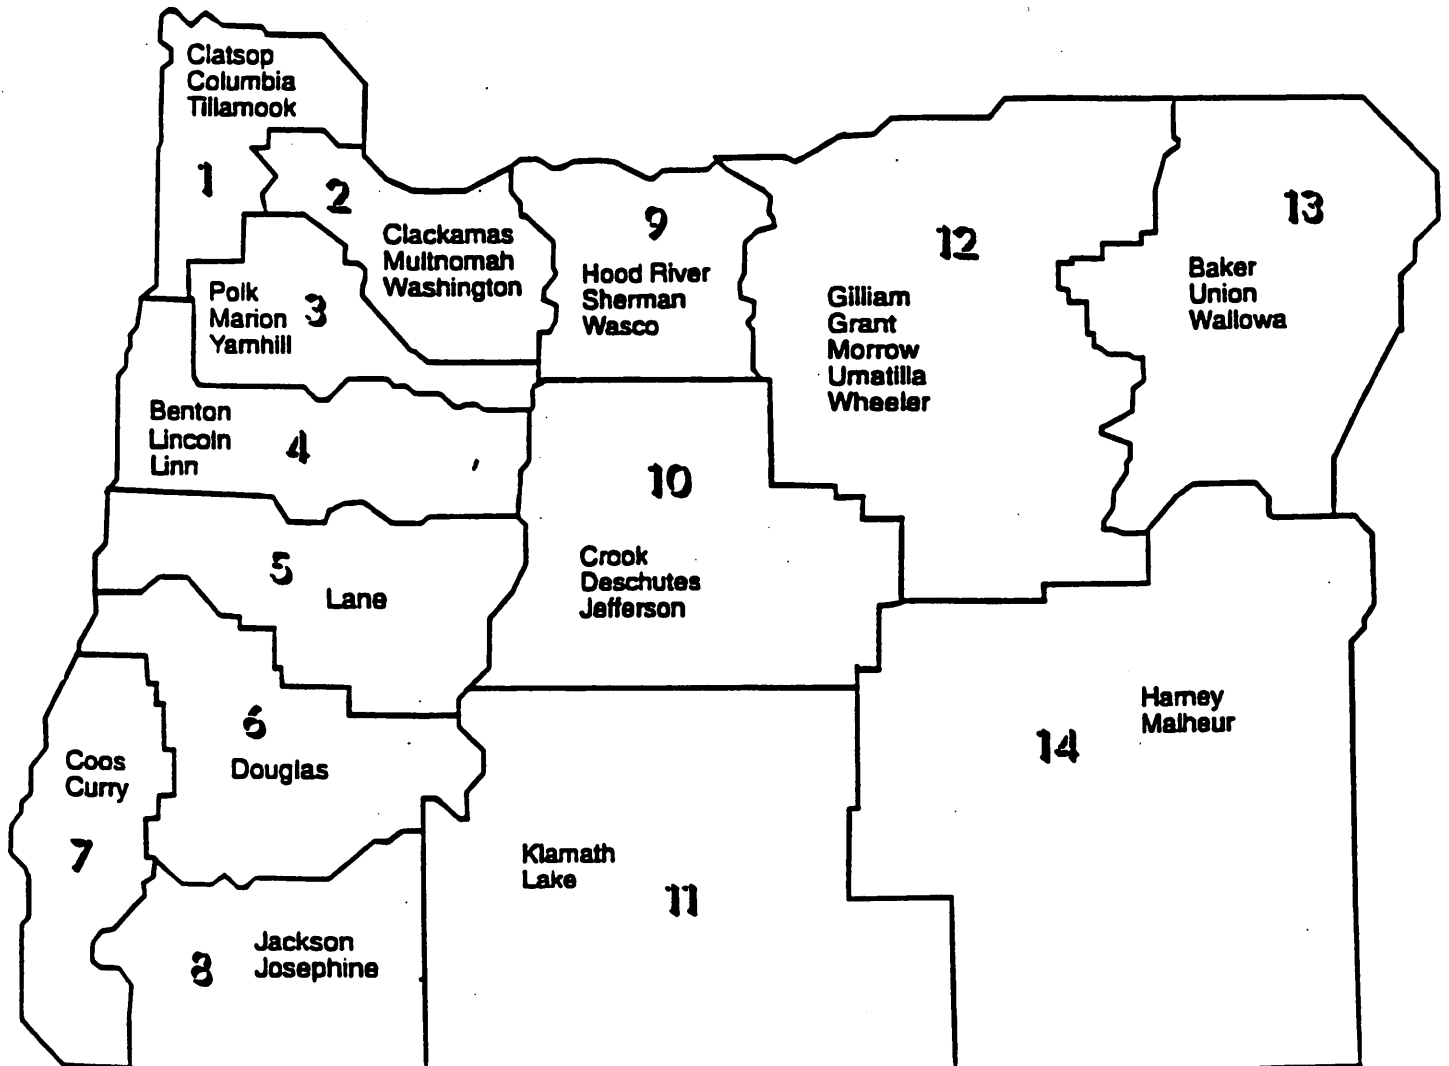 Clatsop
Columbia
Tillamook
1
2
Clackamas
Multnomah
Washington
Polk
Marion
Yamhill
3
9
Hood River
Sherman
Wasco
12
Gilliam
Grant
Morrow
Umatilla
Wheeler
13
Baker
Union
Wallowa
Benton
Lincoln
Linn
4
10
Crook
Deschutes
Jefferson
5
Lane
6
Douglas
Coos
Curry
7
Klamath
Lake
11
14
Harney
Malheur
8
Jackson
Josephine